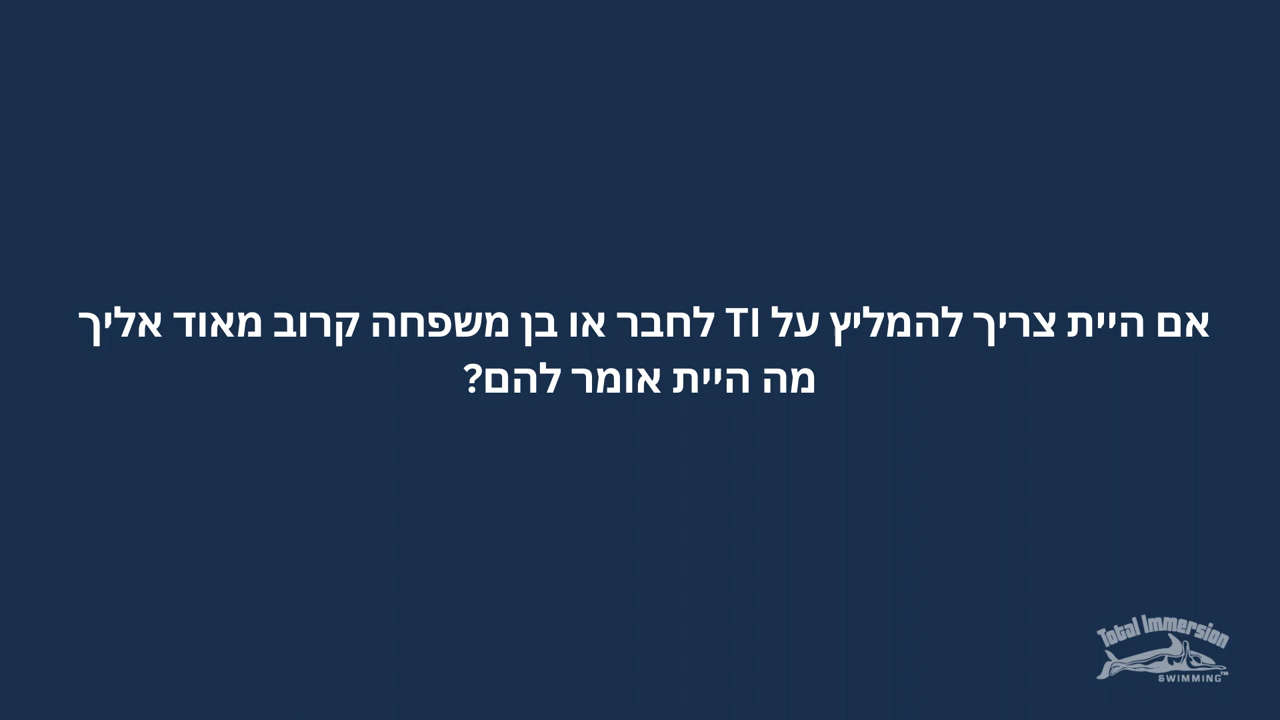 אם היית צריך להמליץ על TI לחבר או בן משפחה קרוב מאוד אליך
מה היית אומר להם?
Total Immersion
SWIMMING™